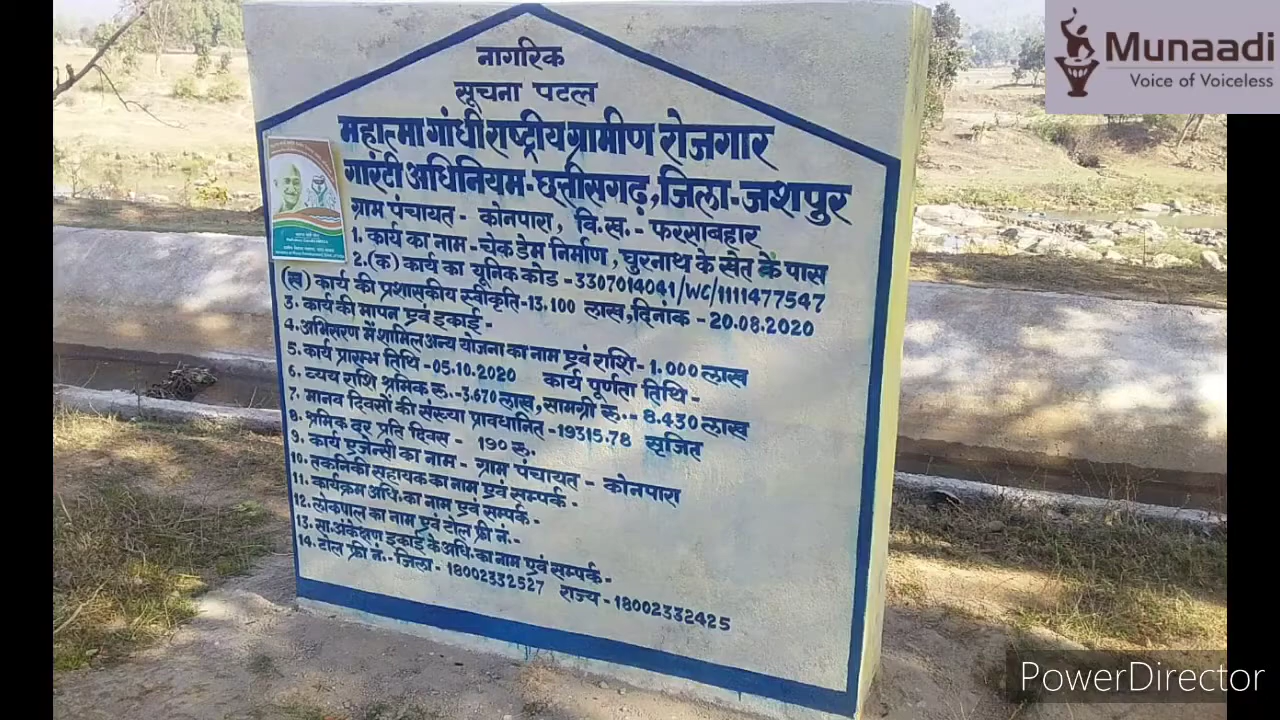 Munaadi
Voice of Voiceless
नागरिक
सूचना पटल
महात्मा गांधी राष्ट्रीय ग्रामीण रोजगार
गारंटी अधिनियम-छत्तीसगढ़, जिला-जशपुर
ग्राम पंचायत - कोनपारा, वि.ख.- फरसाबहार
1. कार्य का नाम - चेक डेम निर्माण, घुरनाथ के खेत के पास
2.(क) कार्य का यूनिक कोड -3307014041/WC/1111477547
(ख) कार्य की प्रशासकीय स्वीकृति-13.100 लाख, दिनांक - 20.08.2020
3. कार्य की मापन एवं इकाई -
4. अभिसरण में शामिल अन्य योजना का नाम एवं राशि- 1.000 लाख
5. कार्य प्रारम्भ तिथि -05.10.2020 कार्य पूर्णता तिथि -
6. व्यय राशि श्रमिक रू.-3.670 लाख, सामग्री रू.- 8.430 लाख
7. मानव दिवसों की संख्या प्रावधानित -19315.78 सृजित
8. श्रमिक दर प्रति दिवस - 190 रू.
9. कार्य एजेन्सी का नाम - ग्राम पंचायत - कोनपारा
10. तकनिकी सहायक का नाम एवं सम्पर्क -
11. कार्यक्रम अधि. का नाम एवं सम्पर्क -
12. लोकपाल का नाम एवं टोल फ्री नं.-
13. सा. अंकेक्षण इकाई के अधि. का नाम एवं सम्पर्क-
14. टोल फ्री नं.- जिला - 18002332527 राज्य - 18002332425
PowerDirector